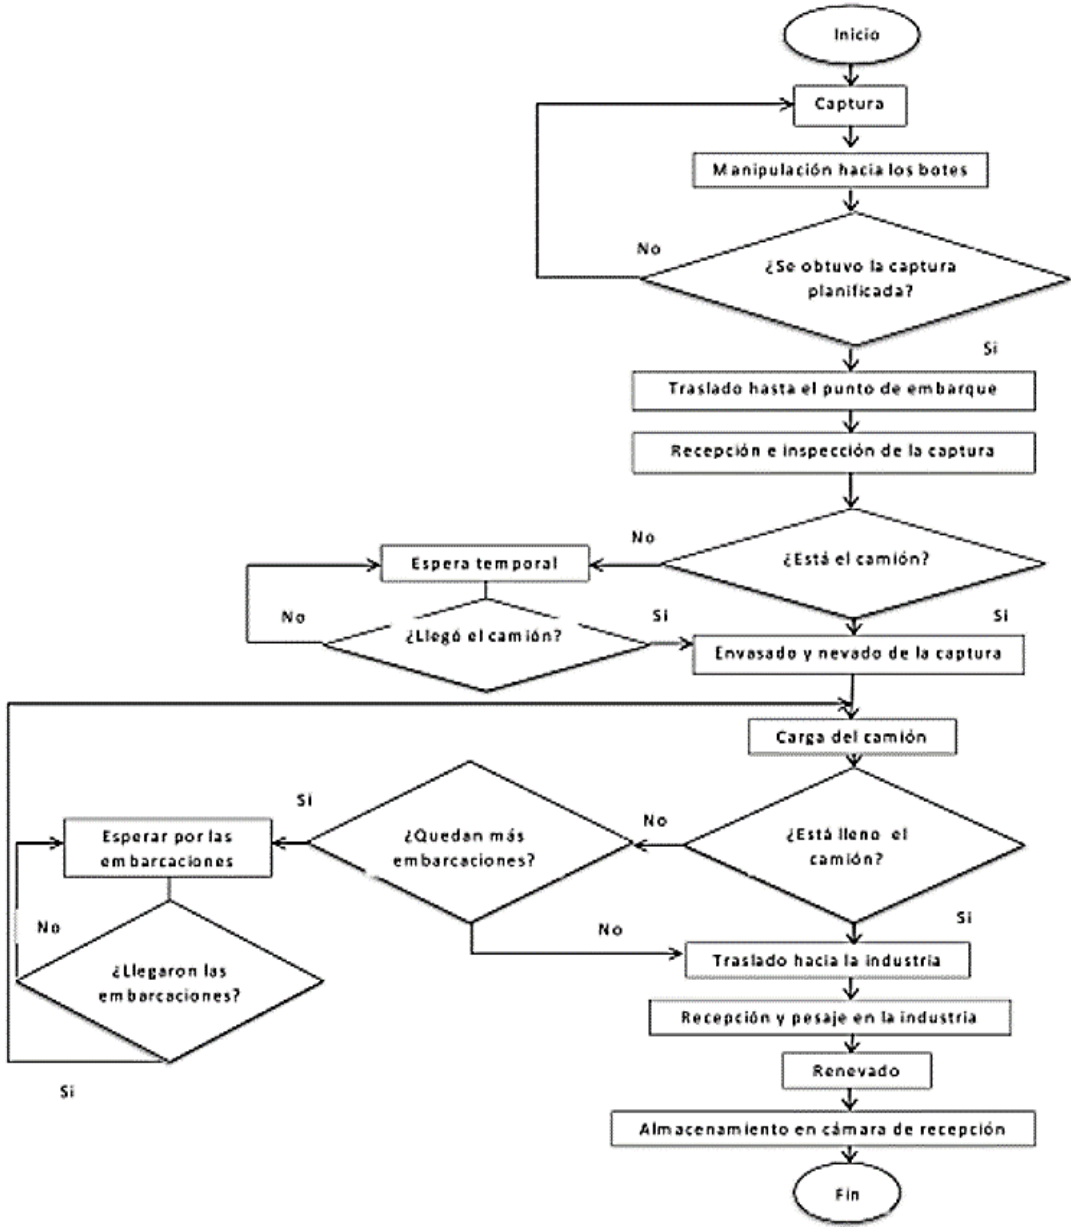 Inicio
Captura
Manipulación hacia los botes
No
¿Se obtuvo la captura
planificada?
Si
Traslado hasta el punto de embarque
Recepción e inspección de la captura
No
¿Está el camión?
Espera temporal
No
¿Llegó el camión?
Si
Si
Envasado y nevado de la captura
Carga del camión
Si
¿Quedan más
embarcaciones?
No
¿Está lleno el
camión?
Esperar por las
embarcaciones
No
Si
No
Traslado hacia la industria
¿Llegaron las
embarcaciones?
Recepción y pesaje en la industria
Renevado
Si
Almacenamiento en cámara de recepción
Fin